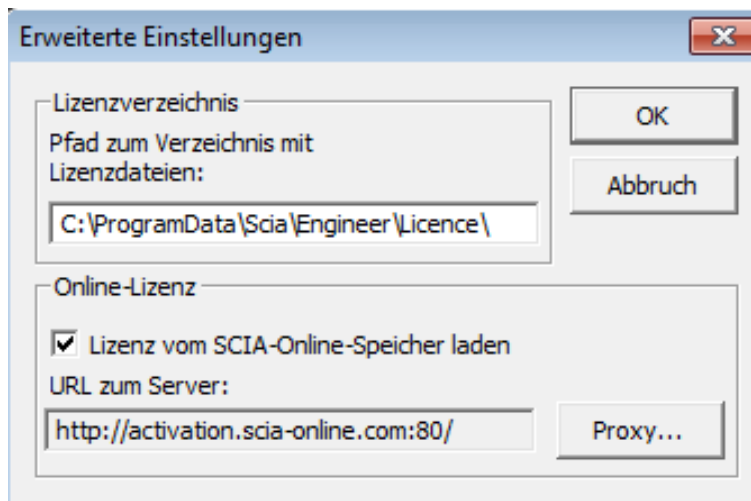 Erweiterte Einstellungen
Lizenzverzeichnis
Pfad zum Verzeichnis mit
Lizenzdateien:
C:\ProgramData\Scia\Engineer\Licence\
OK
Abbruch
Online-Lizenz
Lizenz vom SCIA-Online-Speicher laden
URL zum Server:
http://activation.scia-online.com:80/
Proxy...